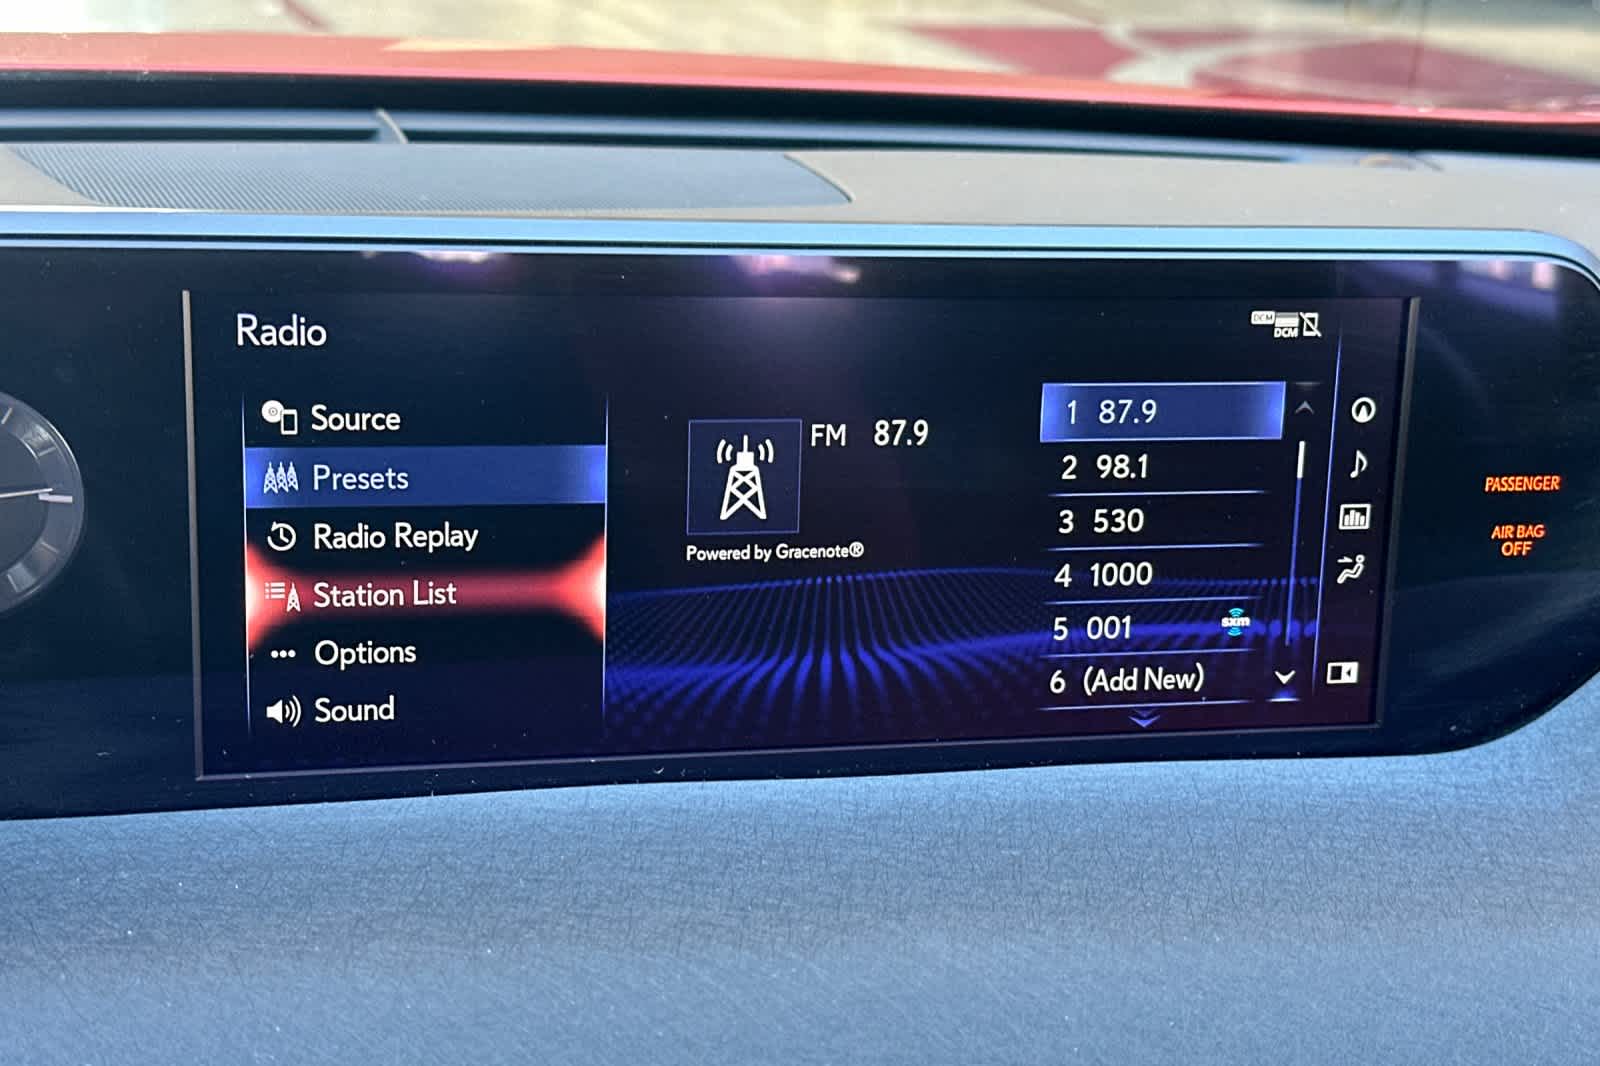 Radio
DCM
DCM
Source
Presets
Radio Replay
Station List
Options
Sound
FM 87.9
Powered by Gracenote®
1 87.9
2 98.1
3 530
4 1000
5 001 sxm
6 (Add New)
PASSENGER
AIR BAG
OFF